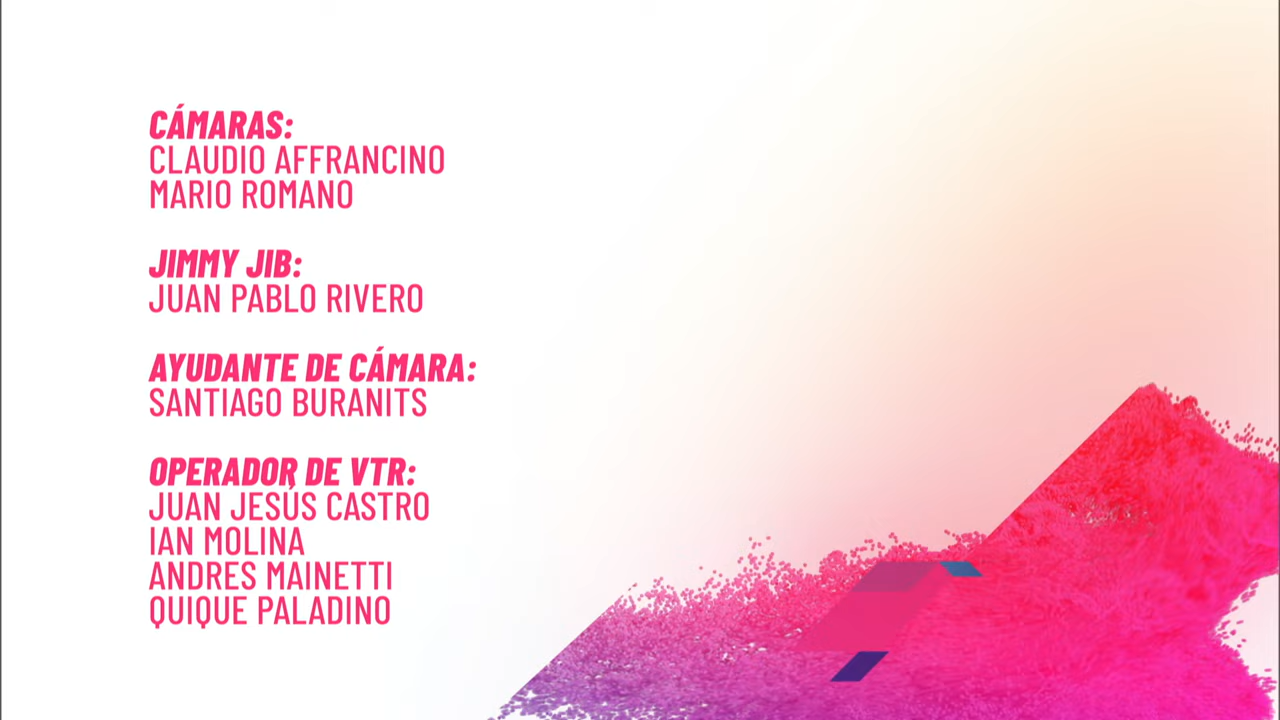 CÁMARAS:
CLAUDIO AFFRANCINO
MARIO ROMANO
JIMMY JIB:
JUAN PABLO RIVERO
AYUDANTE DE CÁMARA:
SANTIAGO BURANITS
OPERADOR DE VTR:
JUAN JESÚS CASTRO
IAN MOLINA
ANDRES MAINETTI
QUIQUE PALADINO